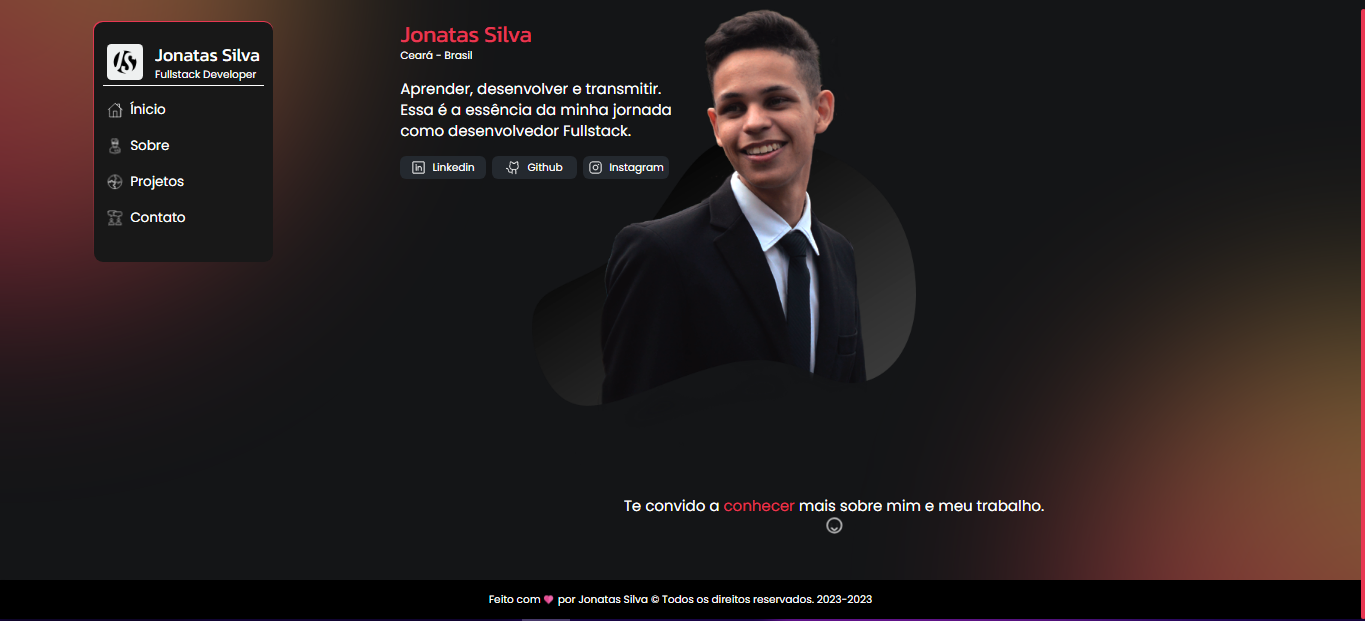 Jonatas Silva
Fullstack Developer
Ínicio
Sobre
Projetos
Contato
Jonatas Silva
Ceará - Brasil
Aprender, desenvolver e transmitir.
Essa é a essência da minha jornada
como desenvolvedor Fullstack.
Linkedin Github Instagram
Te convido a conhecer mais sobre mim e meu trabalho.
Feito com ❤ por Jonatas Silva © Todos os direitos reservados. 2023-2023